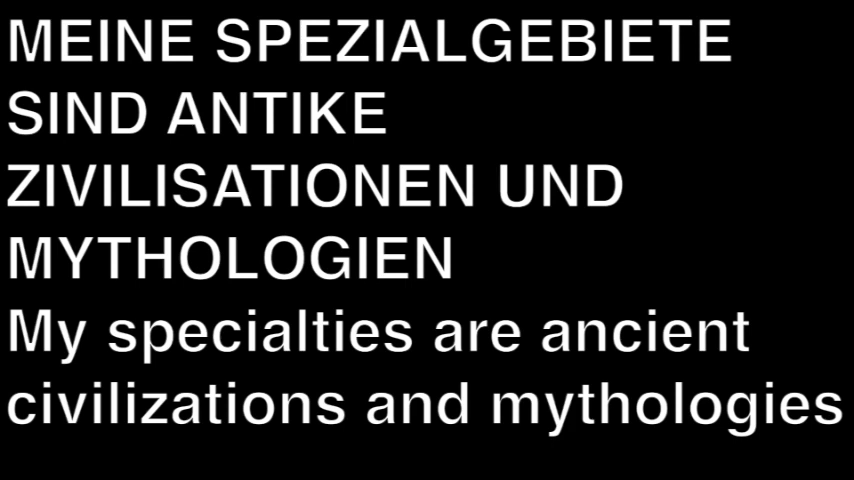 MEINE SPEZIALGEBIETE
SIND ANTIKE
ZIVILISATIONEN UND
MYTHOLOGIEN
My specialties are ancient
civilizations and mythologies